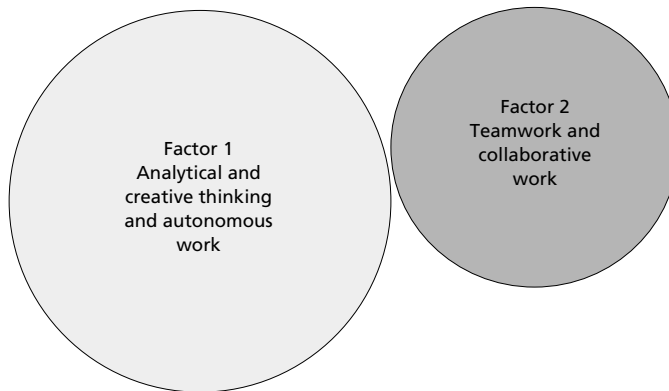 Factor 1
Analytical and
creative thinking
and autonomous
work
Factor 2
Teamwork and
collaborative
work